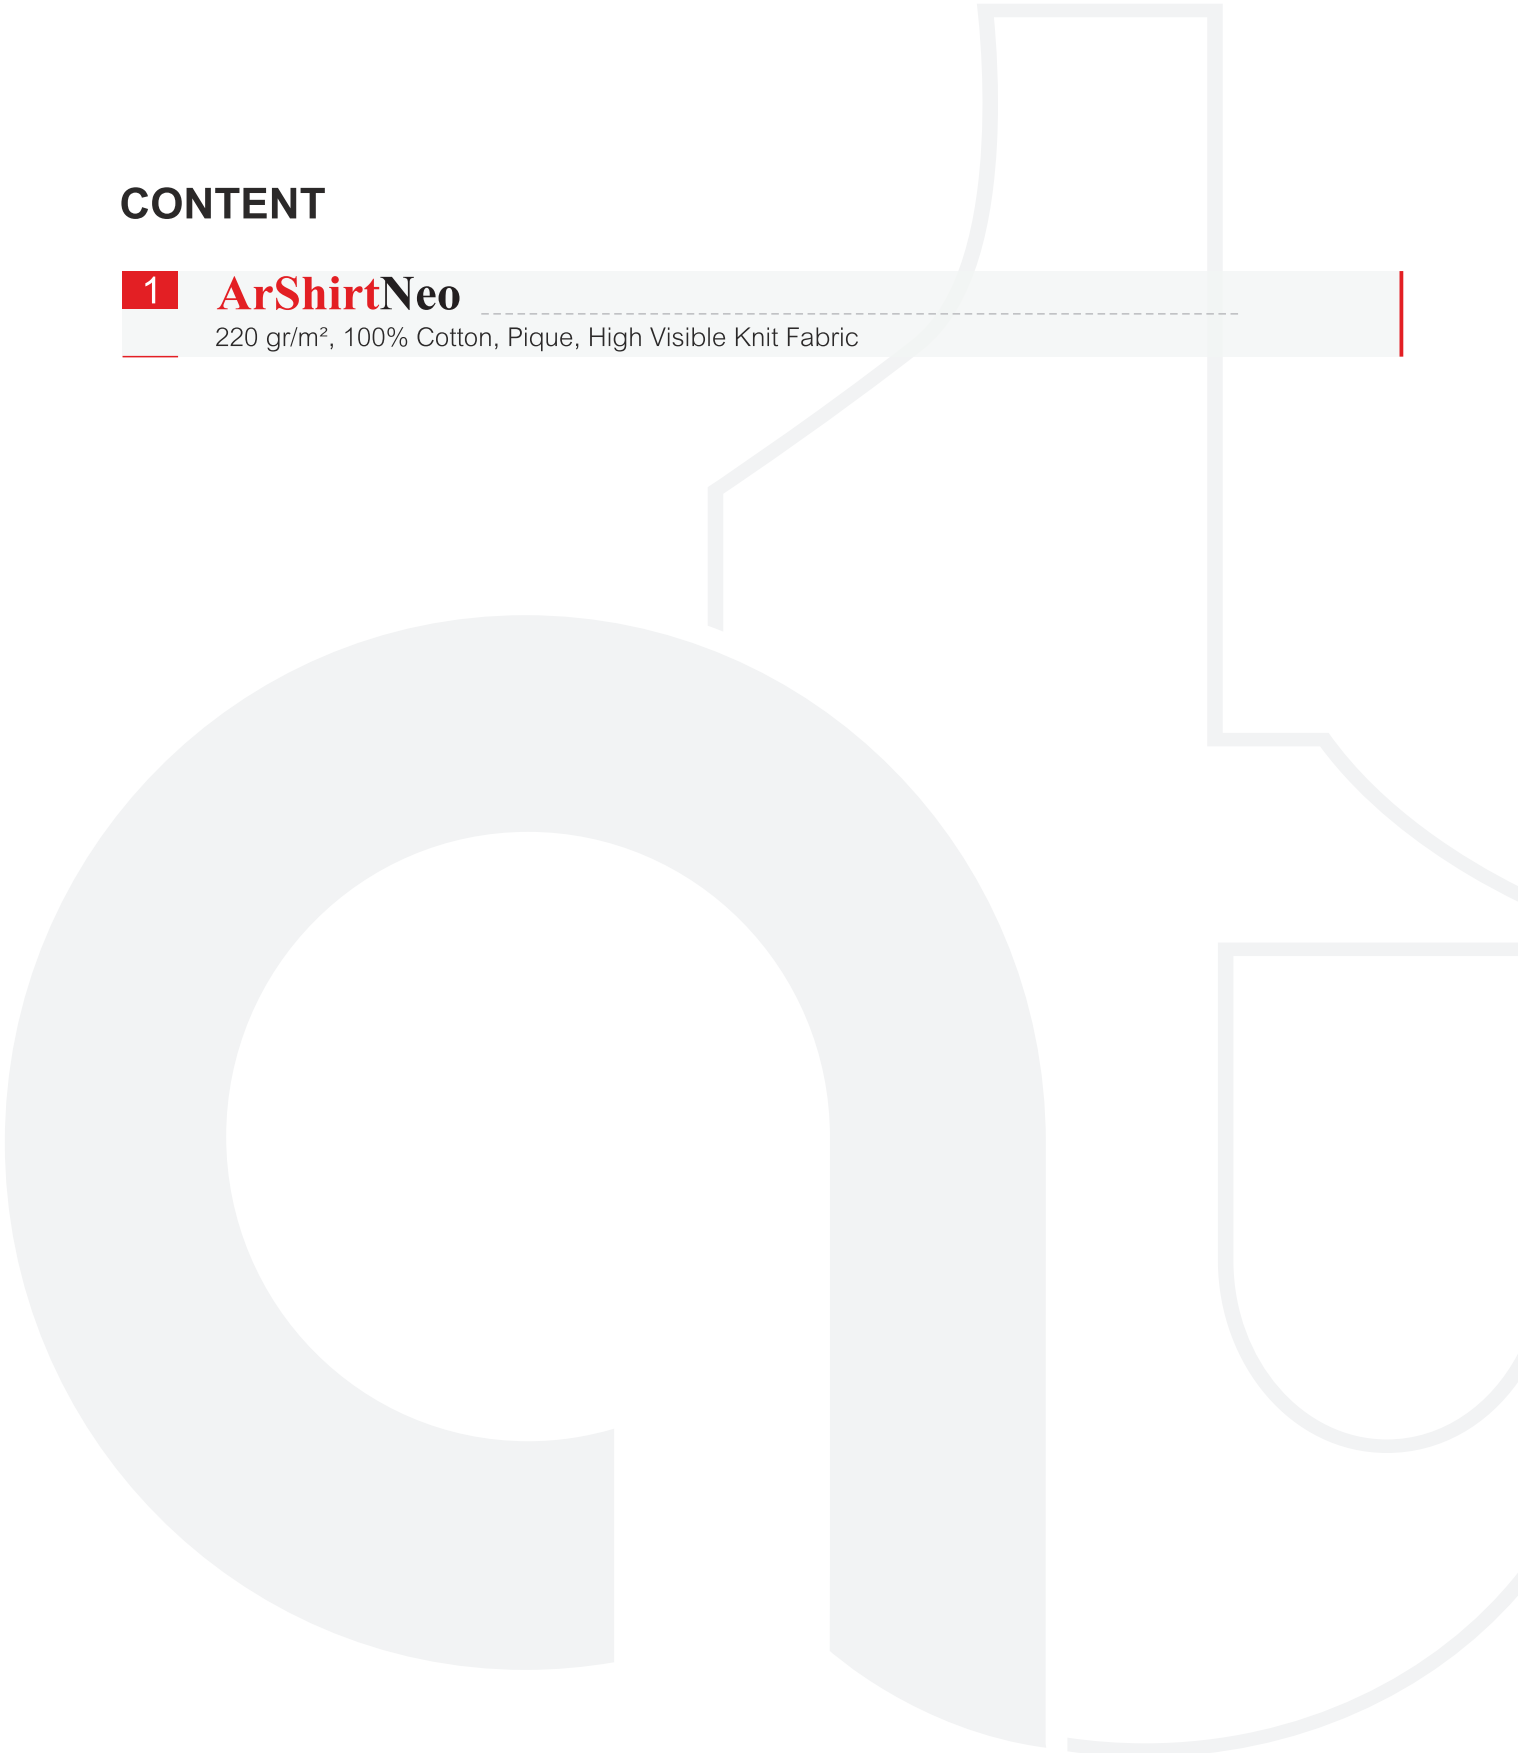 CONTENT
1 ArShirtNeo
220 gr/m², 100% Cotton, Pique, High Visible Knit Fabric